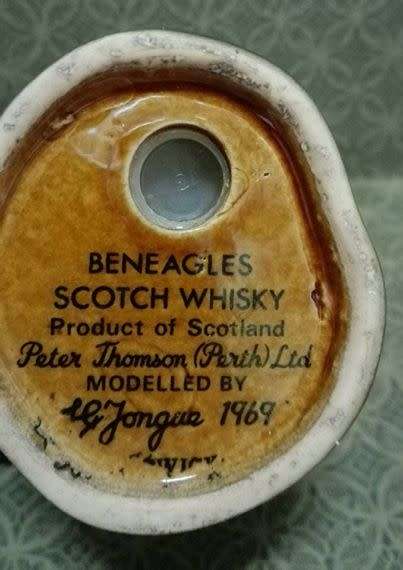 BENEAGLES
SCOTCH WHISKY
Product of Scotland
Peter Thomson (Perth) Ltd
MODELLED BY
Jongue 1969